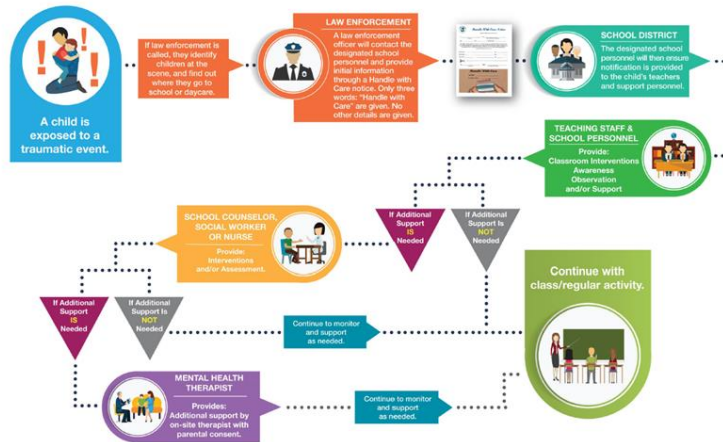 A child is
exposed to a
traumatic event.
If law enforcement is
called, they identify
children at the
scene, and find out
where they go to
school or daycare.
LAW ENFORCEMENT
A law enforcement
officer will contact the
designated school
personnel and provide
initial information
through a Handle with
Care notice. Only three
words: "Handle with
Care" are given. No
other details are given.
SCHOOL DISTRICT
The designated school
personnel will then ensure
notification is provided
to the child's teachers
and support personnel.
TEACHING STAFF &
SCHOOL PERSONNEL
Provide:
Classroom Interventions
Awareness
Observation
and/or Support
If Additional
Support
IS
Needed
If Additional
Support Is
NOT
Needed
SCHOOL COUNSELOR,
SOCIAL WORKER
OR NURSE
Provide:
Interventions
and/or Assessment.
If Additional
Support
IS
Needed
If Additional
Support Is
NOT
Needed
Continue to monitor
and support
as needed.
Continue with
class/regular activity.
MENTAL HEALTH
THERAPIST
Provides:
Additional support by
on-site therapist with
parental consent.
Continue to monitor
and support
as needed.